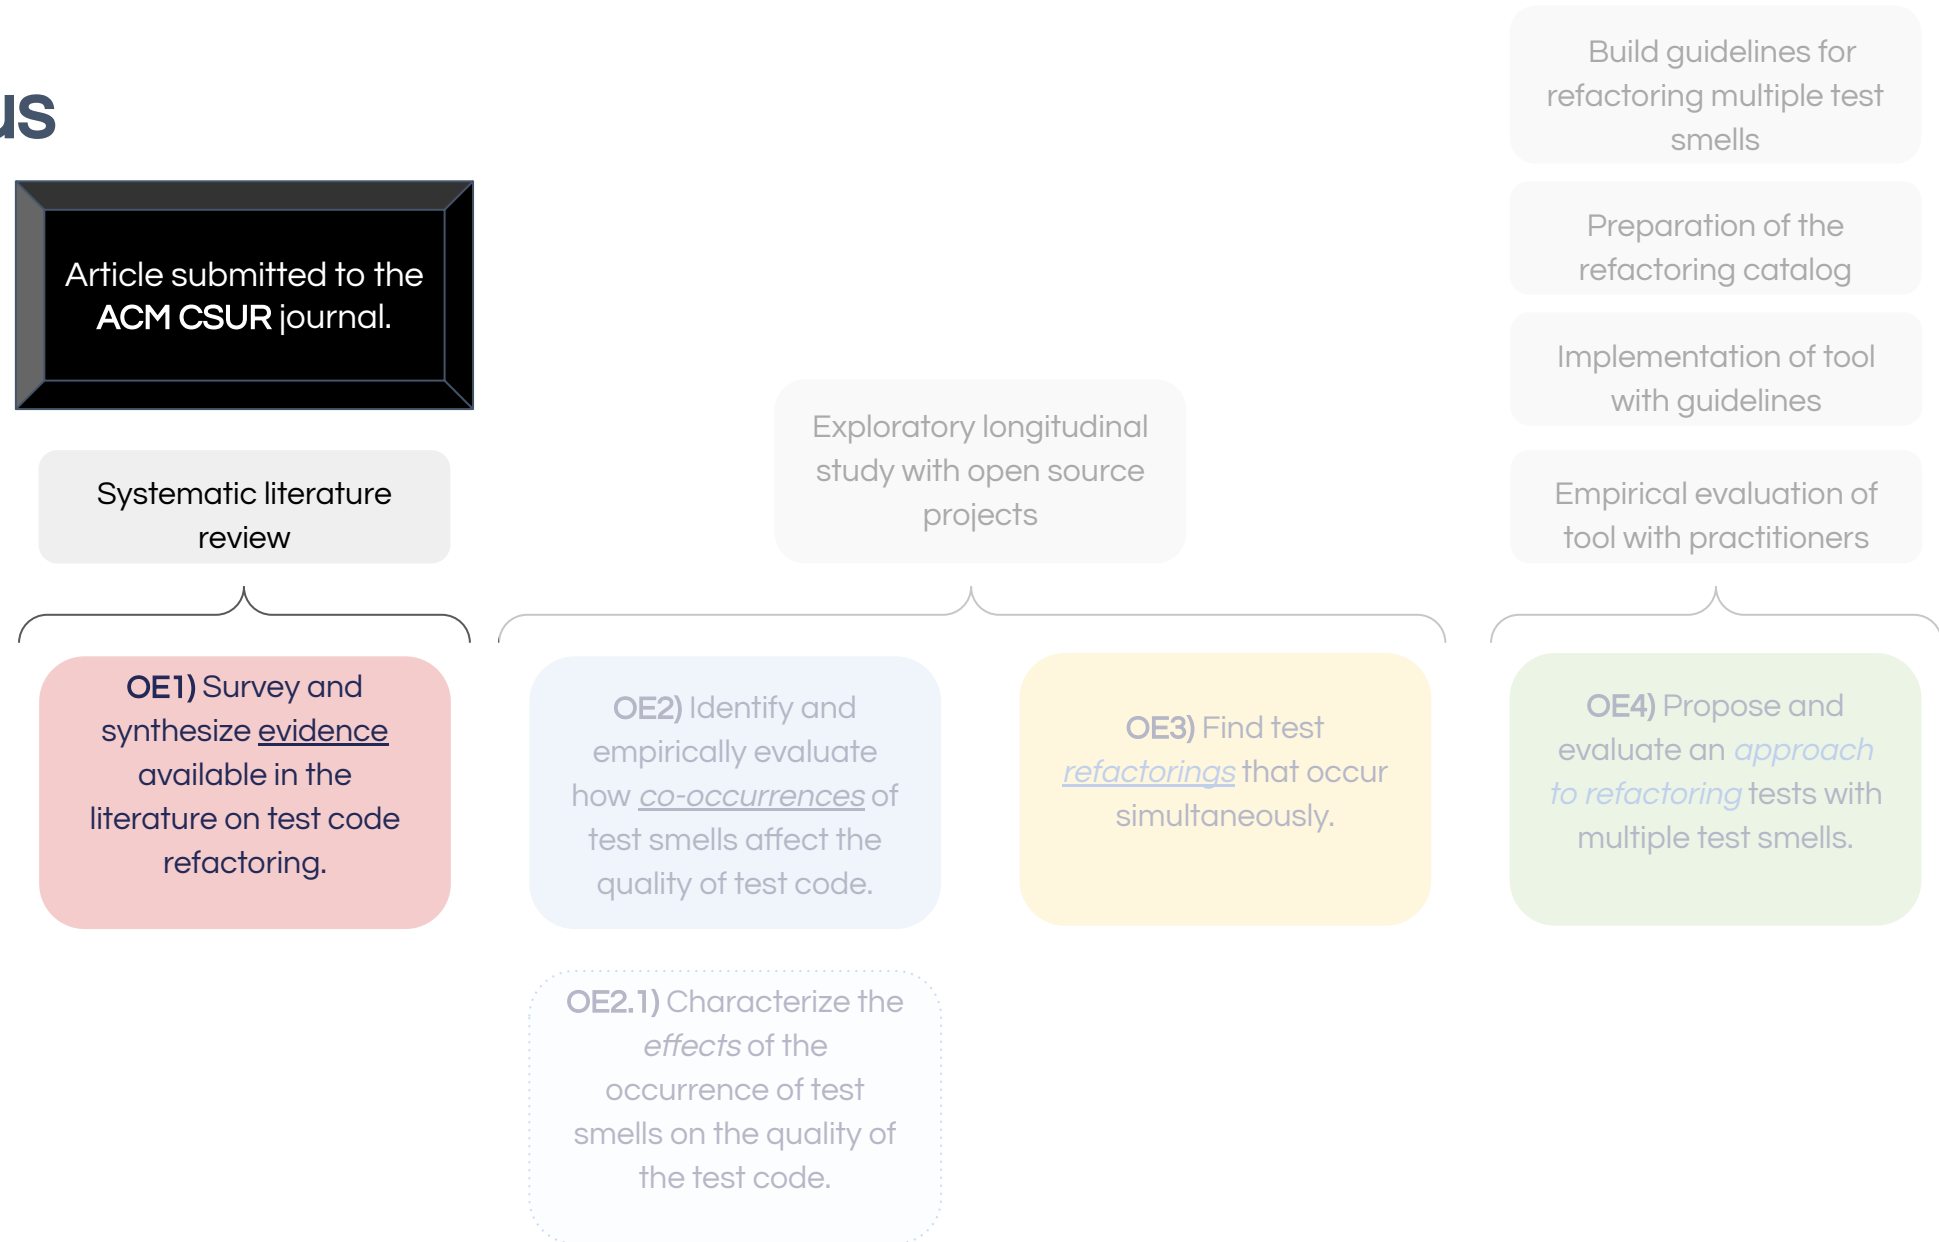 us
Article submitted to the
ACM CSUR journal.
Systematic literature
review
OE1) Survey and
synthesize evidence
available in the
literature on test code
refactoring.
Exploratory longitudinal
study with open source
projects
OE2) Identify and
empirically evaluate
how co-occurrences of
test smells affect the
quality of test code.
OE2.1) Characterize the
effects of the
occurrence of test
smells on the quality of
the test code.
OE3) Find test
refactorings that occur
simultaneously.
Build guidelines for
refactoring multiple test
smells
Preparation of the
refactoring catalog
Implementation of tool
with guidelines
Empirical evaluation of
tool with practitioners
OE4) Propose and
evaluate an approach
to refactoring tests with
multiple test smells.